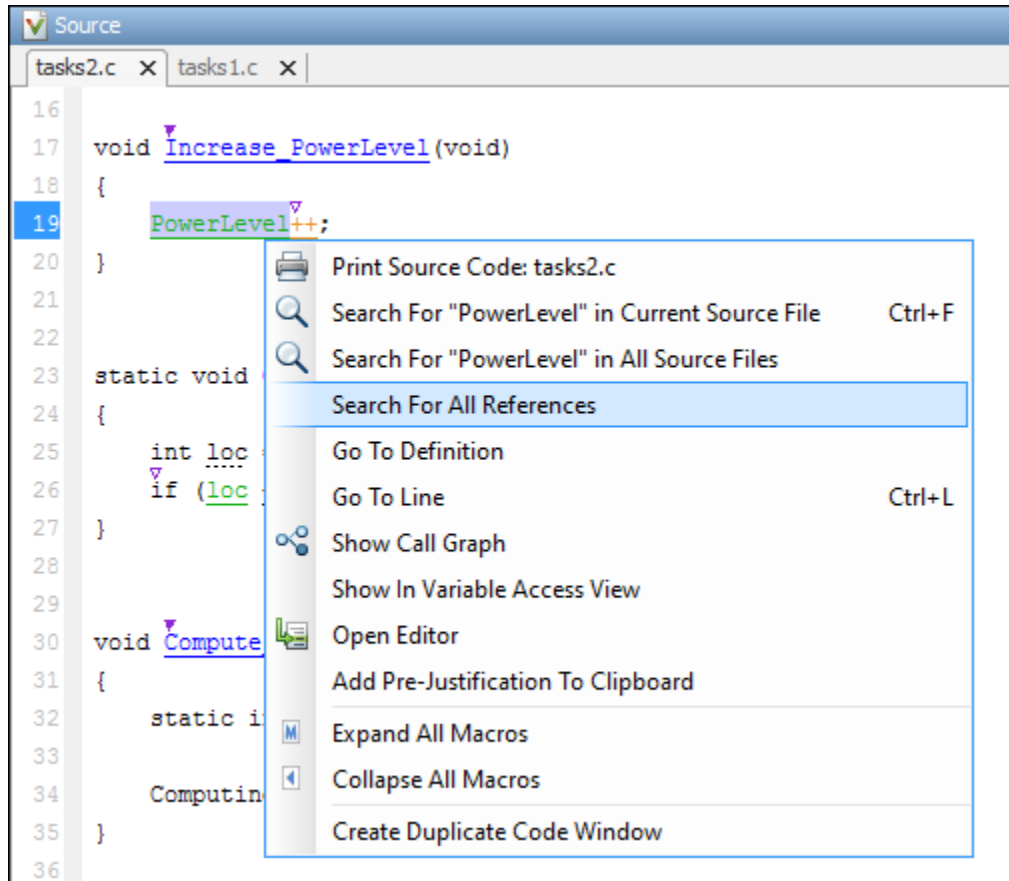 Source
tasks2.c tasks1.c
16
17 void Increase_PowerLevel(void)
18 {
19 PowerLevel++;
20 }
21
22
23 static void
24 {
25 int loc
26 if (loc
27 }
28
29
30 void Compute_
31 {
32 static i
33
34 Computin
35 }
36
Print Source Code: tasks2.c
Search For "PowerLevel" in Current Source File Ctrl+F
Search For "PowerLevel" in All Source Files
Search For All References
Go To Definition
Go To Line Ctrl+L
Show Call Graph
Show In Variable Access View
Open Editor
Add Pre-Justification To Clipboard
M Expand All Macros
Collapse All Macros
Create Duplicate Code Window